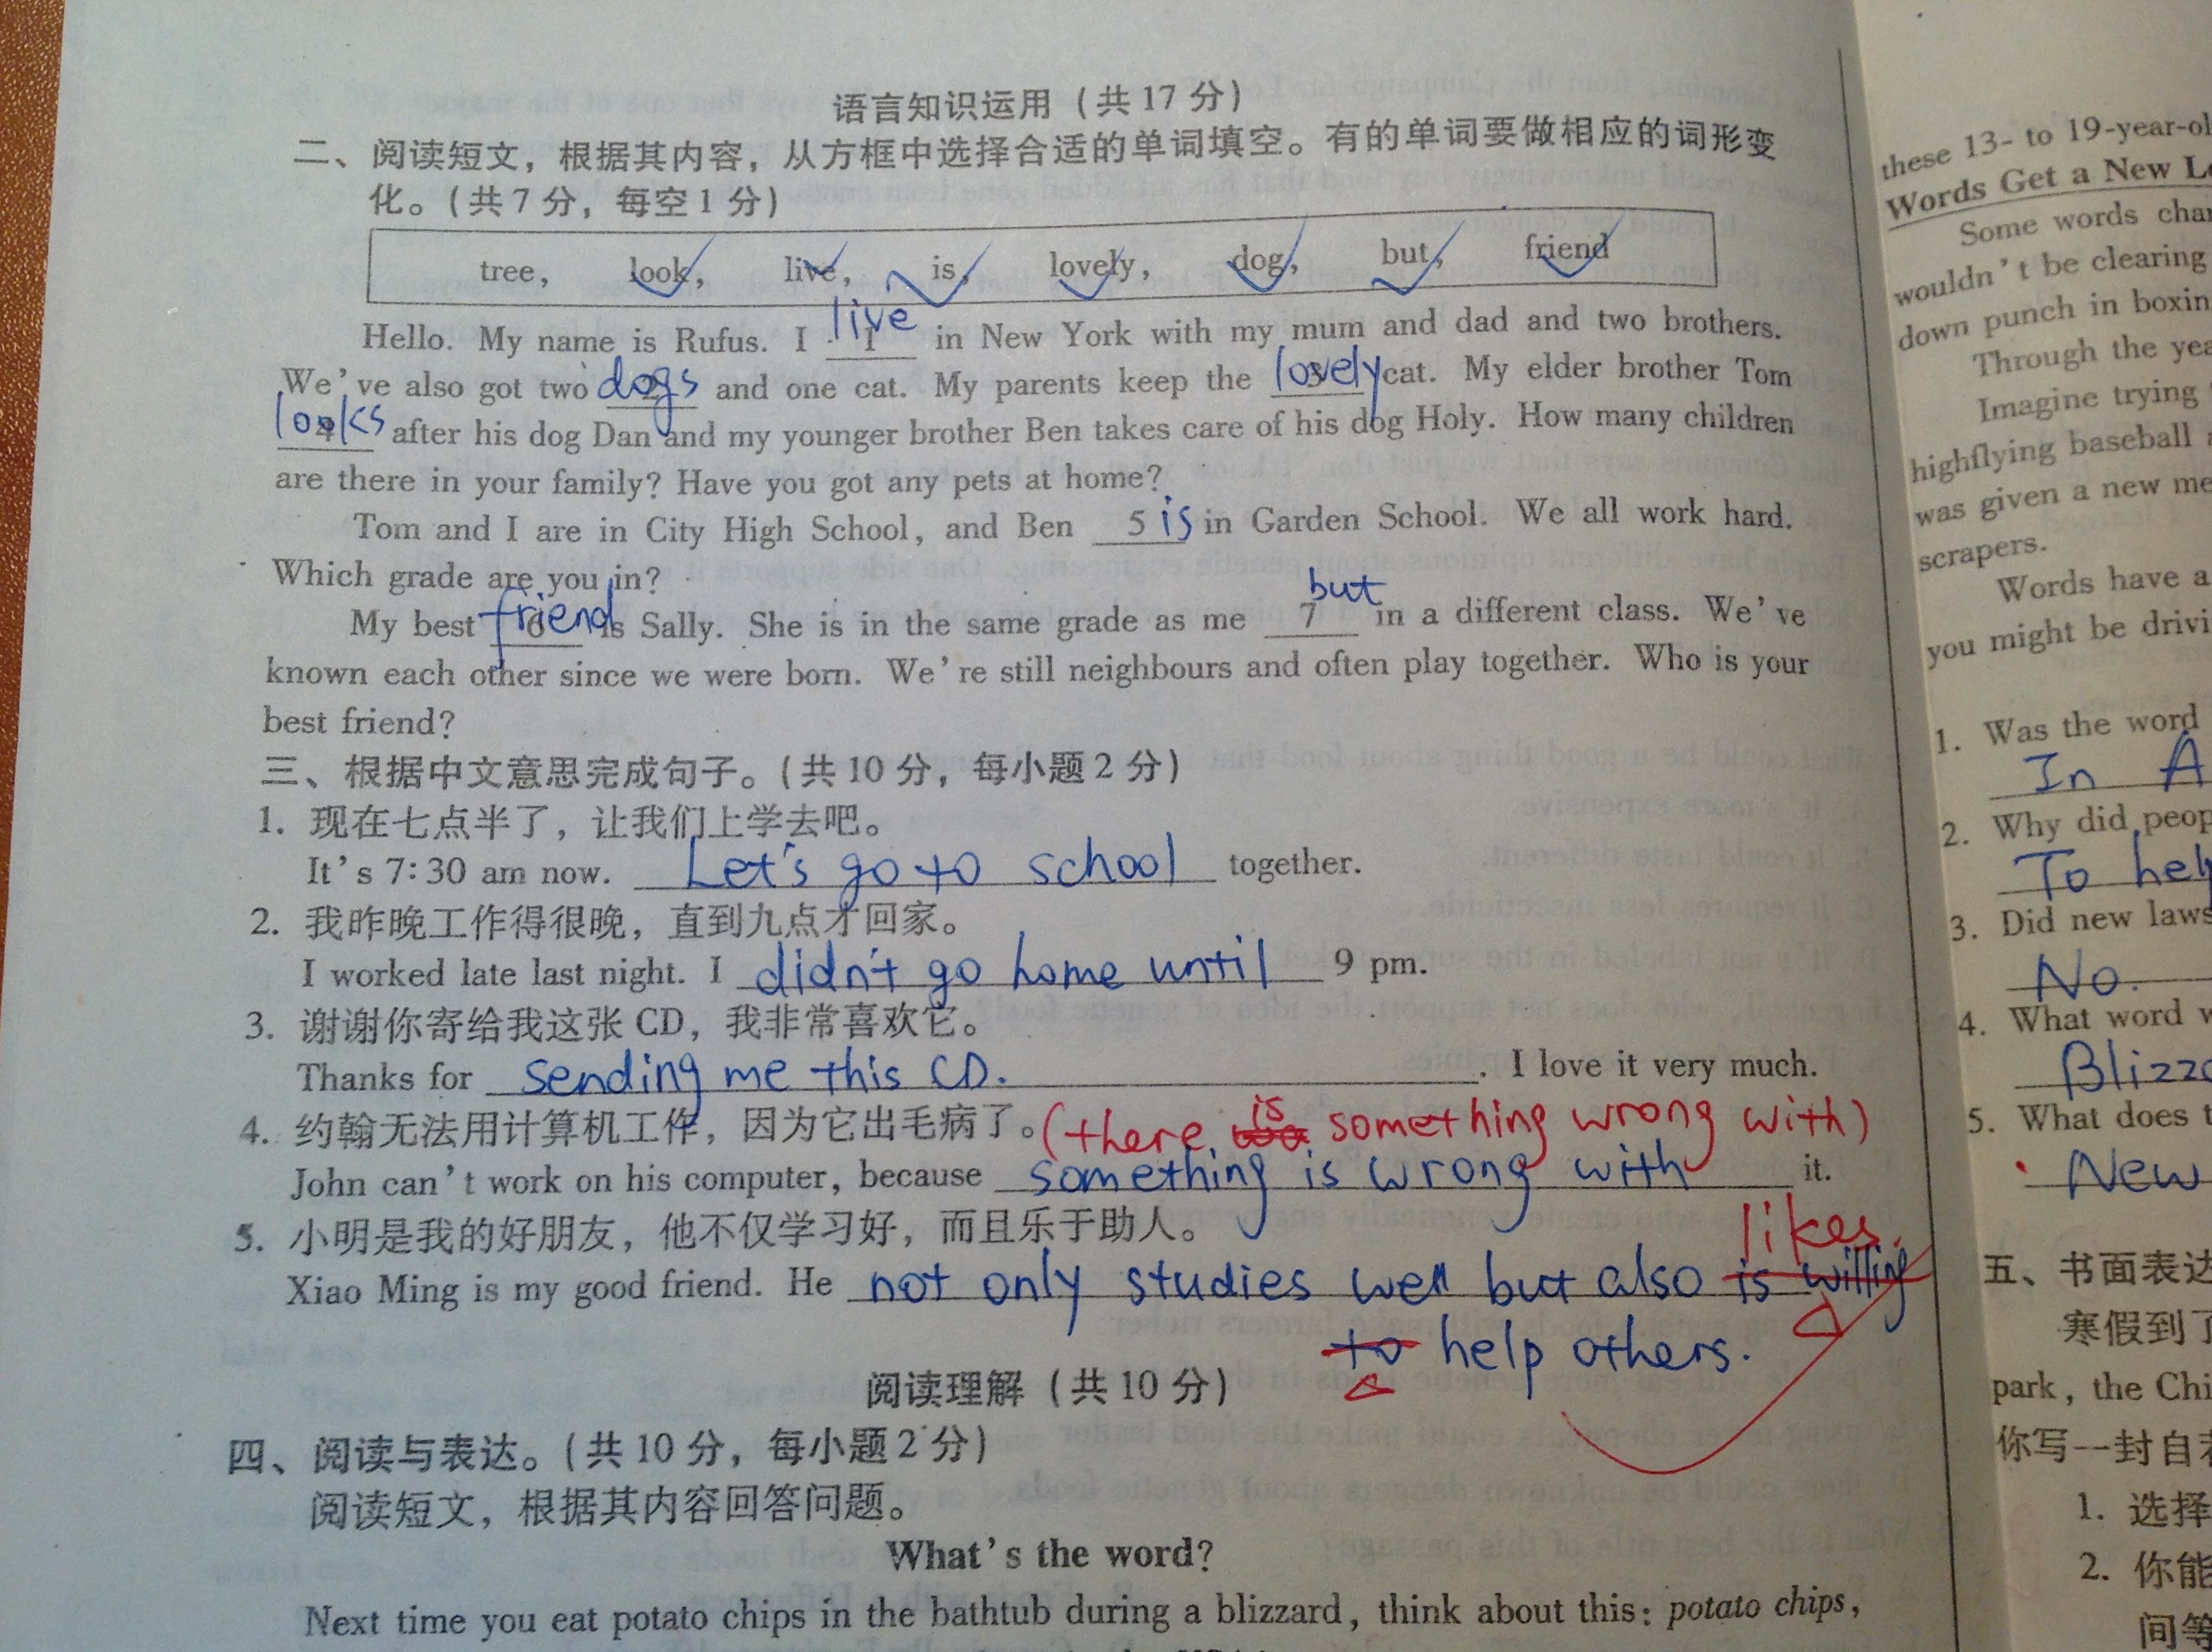 语言知识运用（共 17 分）
二、阅读短文，根据其内容，从方框中选择合适的单词填空。有的单词要做相应的词形变
化。（共 7 分，每空 1 分）
tree, look, live, is, lovely, dog, but, friend
Hello. My name is Rufus. I 1 live in New York with my mum and dad and two brothers.
We've also got two dogs and one cat. My parents keep the lovely cat. My elder brother Tom
4 looks after his dog Dan and my younger brother Ben takes care of his dog Holy. How many children
are there in your family? Have you got any pets at home?
Tom and I are in City High School, and Ben 5 is in Garden School. We all work hard.
Which grade are you in?
My best 6 friend is Sally. She is in the same grade as me 7 but in a different class. We've
known each other since we were born. We're still neighbours and often play together. Who is your
best friend?
三、根据中文意思完成句子。（共 10 分，每小题 2 分）
1. 现在七点半了，让我们上学去吧。
It's 7:30 am now. Let's go to school together.
2. 我昨晚工作得很晚，直到九点才回家。
I worked late last night. I didn't go home until 9 pm.
3. 谢谢你寄给我这张 CD，我非常喜欢它。
Thanks for sending me this CD. . I love it very much.
4. 约翰无法用计算机工作，因为它出毛病了。(there is something wrong with)
John can't work on his computer, because something is wrong with it.
5. 小明是我的好朋友，他不仅学习好，而且乐于助人。
likes
Xiao Ming is my good friend. He not only studies well but also is willing
to help others.
阅读理解（共 10 分）
四、阅读与表达。（共 10 分，每小题 2 分）
阅读短文，根据其内容回答问题。
What's the word?
Next time you eat potato chips in the bathtub during a blizzard, think about this: potato chips,
these 13- to 19-year-ol
Words Get a New L
Some words cha
wouldn't be clearing
down punch in boxin
Through the yea
Imagine trying
highflying baseball
was given a new me
scrapers.
Words have a
you might be drivi
1. Was the word
In A
2. Why did peop
To help
3. Did new laws
No.
4. What word w
Blizz
5. What does t
New
五、书面表达
寒假到了
park, the Chi
你写一封自
1. 选择
2. 你能
间等